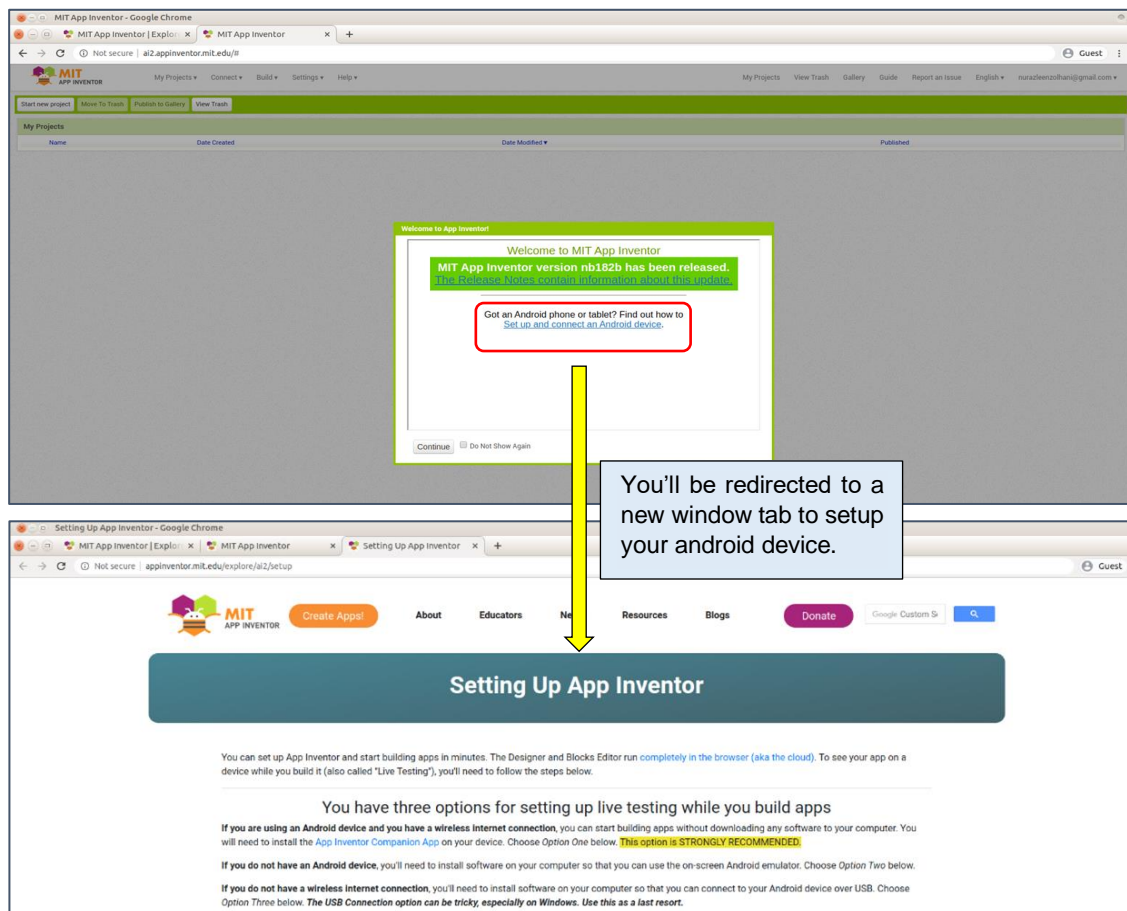 MIT App Inventor - Google Chrome
MIT App Inventor | Explor
MIT App Inventor
Not secure | ai2.appinventor.mit.edu/#
Guest
MIT
APP INVENTOR
My Projects Connect Build Settings Help
My Projects View Trash Gallery Guide Report an Issue English nurazleenzolhani@gmail.com
Start new project Move To Trash Publish to Gallery View Trash
My Projects
Name Date Created Date Modified Published
Welcome to App Inventor!
Welcome to MIT App Inventor
MIT App Inventor version nb182b has been released.
The Release Notes contain information about this update.
Got an Android phone or tablet? Find out how to
Set up and connect an Android device.
Continue Do Not Show Again
You'll be redirected to a
new window tab to setup
your android device.
Setting Up App Inventor - Google Chrome
MIT App Inventor | Explor
MIT App Inventor
Setting Up App Inventor
Not secure | appinventor.mit.edu/explore/ai2/setup
Guest
MIT
APP INVENTOR
Create Apps! About Educators Resources Blogs Donate Google Custom
Setting Up App Inventor
You can set up App Inventor and start building apps in minutes. The Designer and Blocks Editor run completely in the browser (aka the cloud). To see your app on a
device while you build it (also called "Live Testing"), you'll need to follow the steps below.
You have three options for setting up live testing while you build apps
If you are using an Android device and you have a wireless internet connection, you can start building apps without downloading any software to your computer. You
will need to install the App Inventor Companion App on your device. Choose Option One below. This option is STRONGLY RECOMMENDED.
If you do not have an Android device, you'll need to install software on your computer so that you can use the on-screen Android emulator. Choose Option Two below.
If you do not have a wireless internet connection, you'll need to install software on your computer so that you can connect to your Android device over USB. Choose
Option Three below. The USB Connection option can be tricky, especially on Windows. Use this as a last resort.